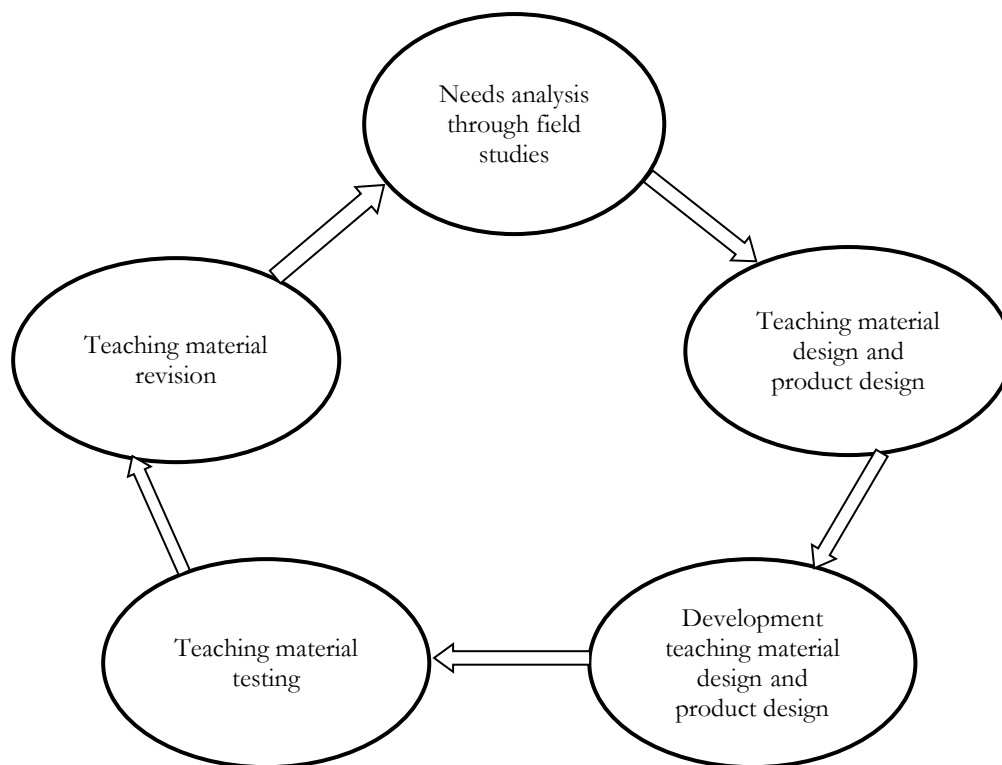 Needs analysis
through field
studies
Teaching material
design and
product design
Development
teaching material
design and
product design
Teaching material
testing
Teaching material
revision